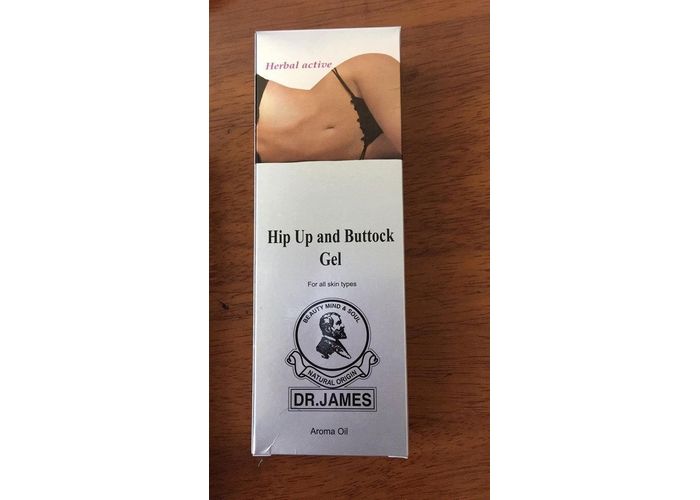 Herbal active
Hip Up and Buttock
Gel
For all skin types
BEAUTY MIND & SOUL
NATURAL ORIGIN
DR.JAMES
Aroma Oil